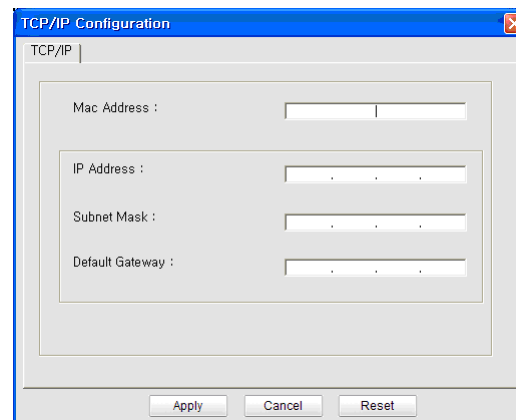 TCP/IP Configuration
TCP/IP
Mac Address :
IP Address :
. . .
Subnet Mask :
. . .
Default Gateway :
. . .
Apply Cancel Reset